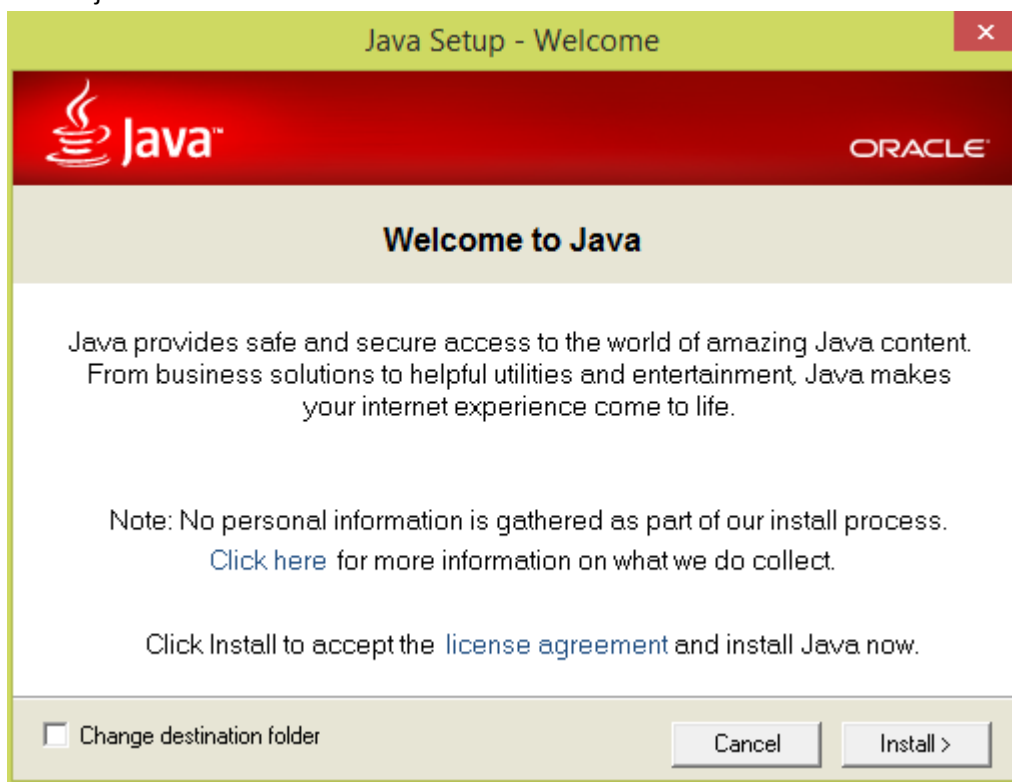 Java Setup - Welcome
×
Java™
ORACLE
Welcome to Java
Java provides safe and secure access to the world of amazing Java content.
From business solutions to helpful utilities and entertainment, Java makes
your internet experience come to life.
Note: No personal information is gathered as part of our install process.
Click here for more information on what we do collect.
Click Install to accept the license agreement and install Java now.
Change destination folder
Cancel
Install >